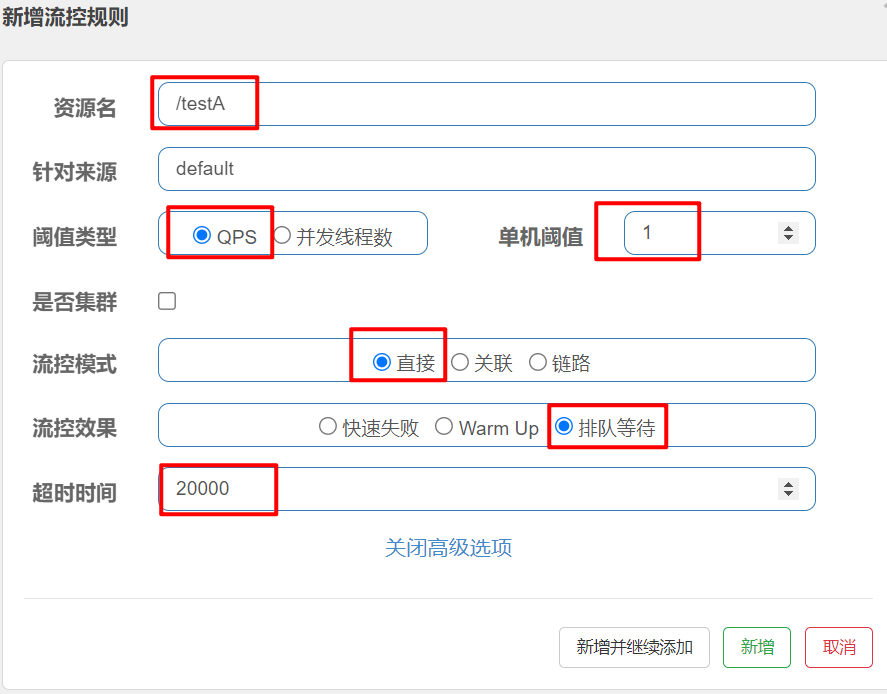 新增流控规则
资源名 /testA
针对来源 default
阈值类型 QPS 并发线程数 单机阈值 1
是否集群
流控模式 直接 关联 链路
流控效果 快速失败 Warm Up 排队等待
超时时间 20000
关闭高级选项
新增并继续添加 新增 取消